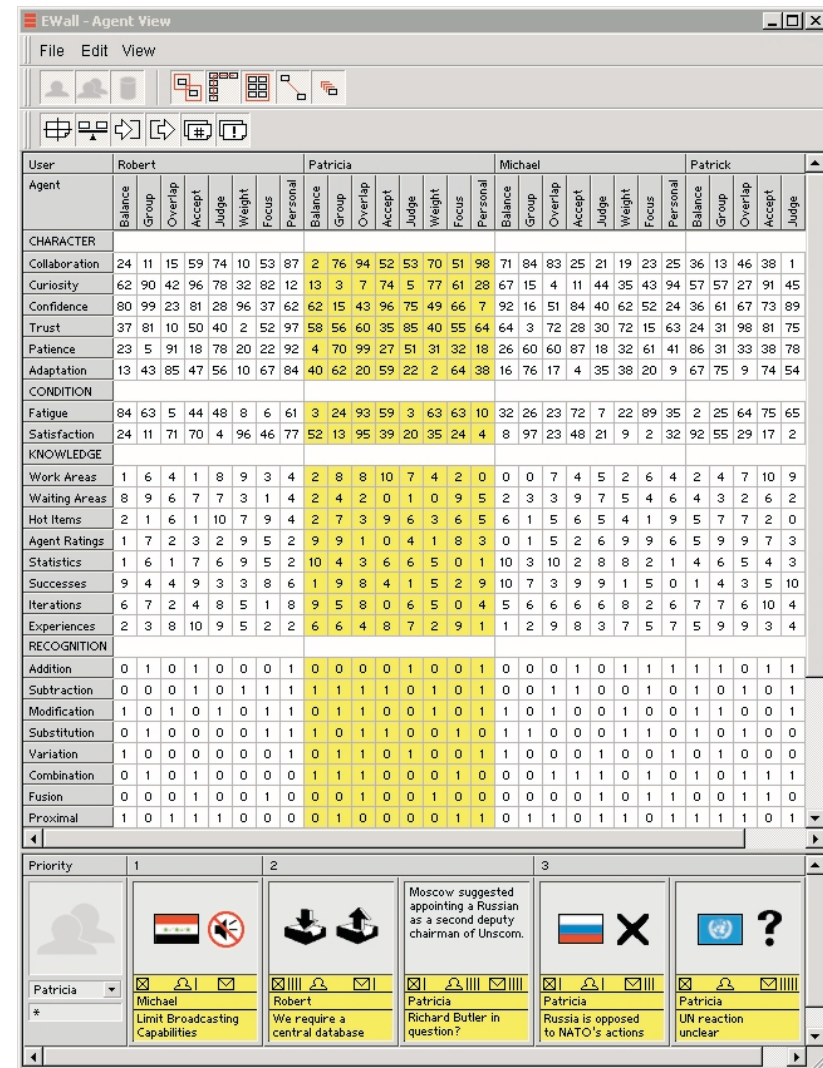 EWall - Agent View
File Edit View
User Robert Patricia Michael Patrick
Agent Balance Group Overlap Accept Judge Weight Focus Personal Balance Group Overlap Accept Judge Weight Focus Personal Balance Group Overlap Accept Judge Weight Focus Personal Balance Group Overlap Accept Judge
CHARACTER
Collaboration 24 11 15 59 74 10 53 87 2 76 94 52 53 70 51 98 71 84 83 25 21 19 23 25 36 13 46 38 1
Curiosity 62 90 42 96 78 32 82 12 13 3 7 74 5 77 61 28 67 15 4 11 44 35 43 94 57 57 27 91 45
Confidence 80 99 23 81 28 96 37 62 62 15 43 96 75 49 66 7 92 16 51 84 40 62 52 24 36 61 67 73 89
Trust 37 81 10 50 40 2 52 97 58 56 60 35 85 40 55 64 64 3 72 28 30 72 15 63 24 31 98 81 75
Patience 23 5 91 18 78 20 22 92 4 70 99 27 51 31 32 18 26 60 60 87 18 32 61 41 86 31 33 38 78
Adaptation 13 43 85 47 56 10 67 84 40 62 20 59 22 2 64 38 16 76 17 4 35 38 20 9 67 75 9 74 54
CONDITION
Fatigue 84 63 5 44 48 8 6 61 3 24 93 59 3 63 63 10 32 26 23 72 7 22 89 35 2 25 64 75 65
Satisfaction 24 11 71 70 4 96 46 77 52 13 95 39 20 35 24 4 8 97 23 48 21 9 2 32 92 55 29 17 2
KNOWLEDGE
Work Areas 1 6 4 1 8 9 3 4 2 8 8 10 7 4 2 0 0 0 7 4 5 2 6 4 2 4 7 10 9
Waiting Areas 8 9 6 7 7 3 1 4 2 4 2 0 1 0 9 5 2 3 3 9 7 5 4 6 4 3 2 6 2
Hot Items 2 1 6 1 10 7 9 4 2 7 3 9 6 3 6 5 6 1 5 6 5 4 1 9 5 7 7 2 0
Agent Ratings 1 7 2 3 2 9 5 2 9 9 1 0 4 1 8 3 0 1 5 2 6 9 9 6 5 9 9 7 3
Statistics 1 6 1 7 6 9 5 2 10 4 3 6 6 5 0 1 10 3 10 2 8 8 2 1 4 6 5 4 3
Successes 9 4 4 9 3 3 8 6 1 9 8 4 1 5 2 9 10 7 3 9 9 1 5 0 1 4 3 5 10
Iterations 6 7 2 4 8 5 1 8 9 5 8 0 6 5 0 4 5 6 6 6 6 8 2 6 7 7 6 10 4
Experiences 2 3 8 10 9 5 2 2 6 6 4 8 7 2 9 1 1 2 9 8 3 7 5 7 5 9 9 3 4
RECOGNITION
Addition 0 1 0 1 0 0 0 1 0 0 0 0 1 0 0 1 0 0 0 1 0 1 1 1 1 1 0 1 1
Subtraction 0 0 0 1 0 1 1 1 1 1 1 1 0 1 0 1 0 0 1 1 0 0 1 0 1 0 1 0 1
Modification 1 0 1 0 1 0 1 1 0 1 1 0 0 1 0 1 1 0 1 0 0 1 0 0 1 1 0 0 1
Substitution 0 1 0 0 0 0 1 1 1 0 1 1 0 0 1 0 1 1 0 0 0 1 1 0 1 0 1 0 0
Variation 1 0 0 0 0 0 0 1 0 1 1 0 1 0 0 1 1 0 0 0 1 0 0 1 0 1 0 0 0
Combination 0 1 0 1 0 0 0 0 1 1 1 0 0 0 1 0 0 0 1 1 1 0 1 0 1 0 1 1 1
Fusion 0 0 0 1 0 0 1 0 0 0 1 0 0 1 0 0 0 0 0 0 1 0 1 1 0 0 1 1 0
Proximal 1 0 1 1 1 0 0 0 0 1 0 0 0 0 1 1 0 1 1 0 1 0 1 1 1 1 1 0 1
Priority 1 2 3
Moscow suggested
appointing a Russian
as a second deputy
chairman of Unscom.
Patricia
*
Michael
Limit Broadcasting
Capabilities
Robert
We require a
central database
Patricia
Richard Butler in
question?
Patricia
Russia is opposed
to NATO's actions
?
Patricia
UN reaction
unclear